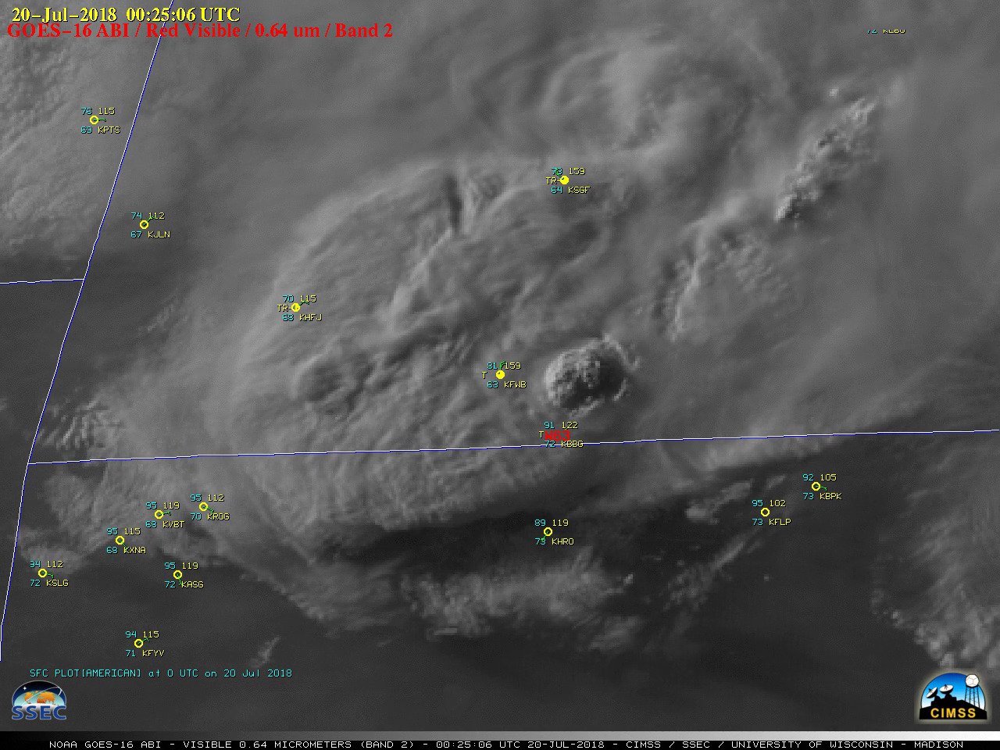 20-Jul-2018 00:25:06 UTC
GOES-16 ABI / Red Visible / 0.64 um / Band 2
KLBO
76 115
69 KPTS
73 159
TR-
64 KSGF
74 112
67 KJLN
70 115
TR-
63 KHFJ
81 159
T
63 KFWB
91 122
T W63
72 KBBG
92 105
73 KBPK
95 112
70 KROG
95 102
73 KFLP
95 119
68 KVBT
89 119
73 KHRO
95 115
68 KXNA
94 112
72 KSLG
95 119
72 KASG
94 115
71 KFYV
SFC PLOT[AMERICAN] at 0 UTC on 20 Jul 2018
SSEC
CIMSS
NOAA GOES-16 ABI - VISIBLE 0.64 MICROMETERS (BAND 2) - 00:25:06 UTC 20-JUL-2018 - CIMSS / SSEC / UNIVERSITY OF WISCONSIN - MADISON